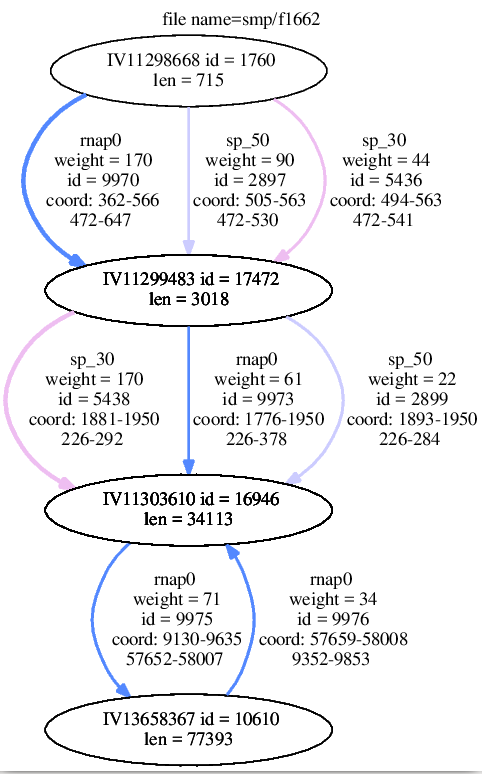 file name=smp/f1662
IV11298668 id = 1760
len = 715
rnap0
weight = 170
id = 9970
coord: 362-566
472-647
sp_50
weight = 90
id = 2897
coord: 505-563
472-530
sp_30
weight = 44
id = 5436
coord: 494-563
472-541
IV11299483 id = 17472
len = 3018
sp_30
weight = 170
id = 5438
coord: 1881-1950
226-292
rnap0
weight = 61
id = 9973
coord: 1776-1950
226-378
sp_50
weight = 22
id = 2899
coord: 1893-1950
226-284
IV11303610 id = 16946
len = 34113
rnap0
weight = 71
id = 9975
coord: 9130-9635
57652-58007
rnap0
weight = 34
id = 9976
coord: 57659-58008
9352-9853
IV13658367 id = 10610
len = 77393